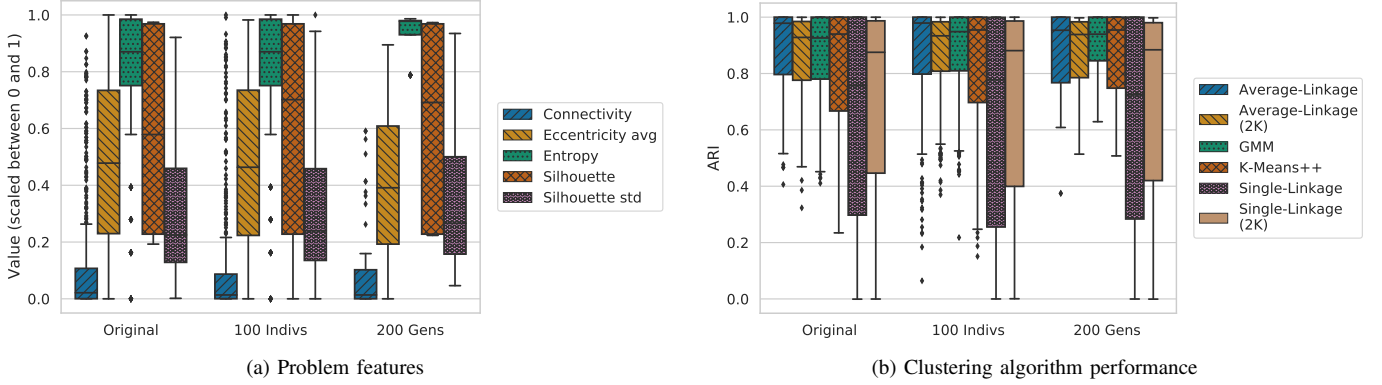 Value (scaled between 0 and 1)
1.0
0.8
0.6
0.4
0.2
0.0
Original
100 Indivs
200 Gens
Connectivity
Eccentricity avg
Entropy
Silhouette
Silhouette std
(a) Problem features
ARI
1.0
0.8
0.6
0.4
0.2
0.0
Original
100 Indivs
200 Gens
Average-Linkage
Average-Linkage
(2K)
GMM
K-Means++
Single-Linkage
Single-Linkage
(2K)
(b) Clustering algorithm performance